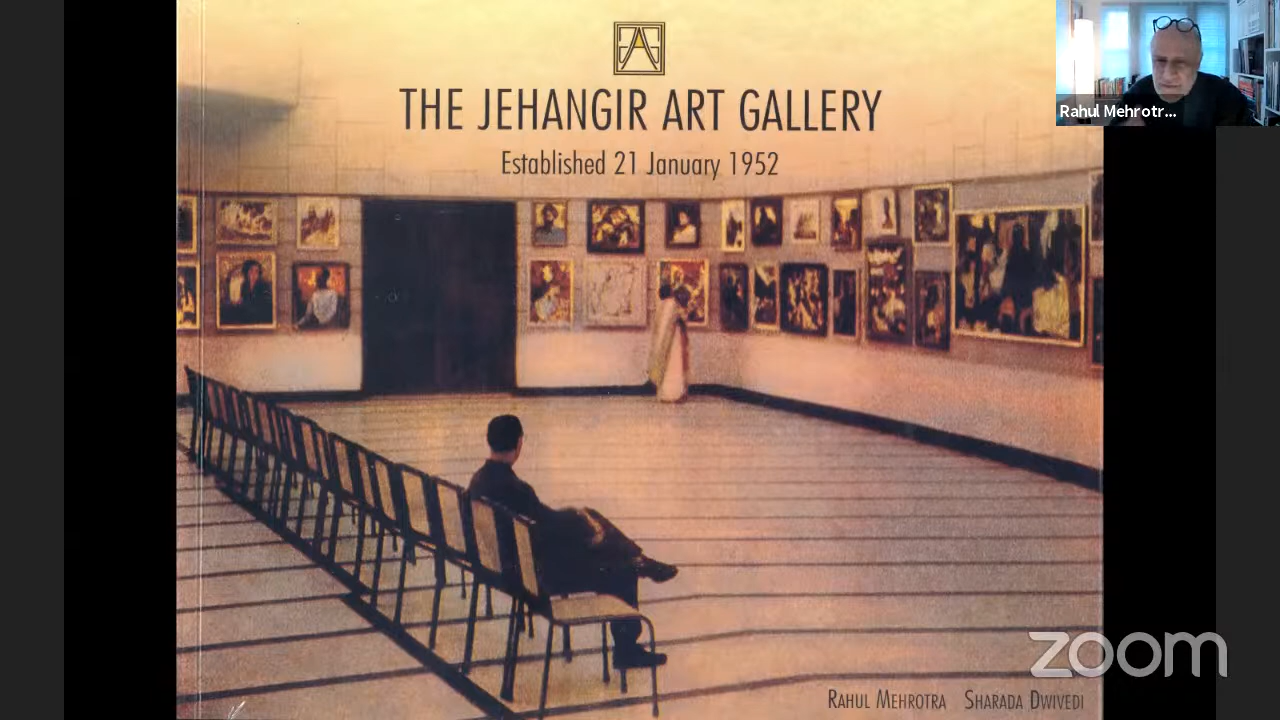 THE JEHANGIR ART GALLERY
Established 21 January 1952
Rahul Mehrotr...
zoom
RAHUL MEHROTRA SHARADA DWIVEDI